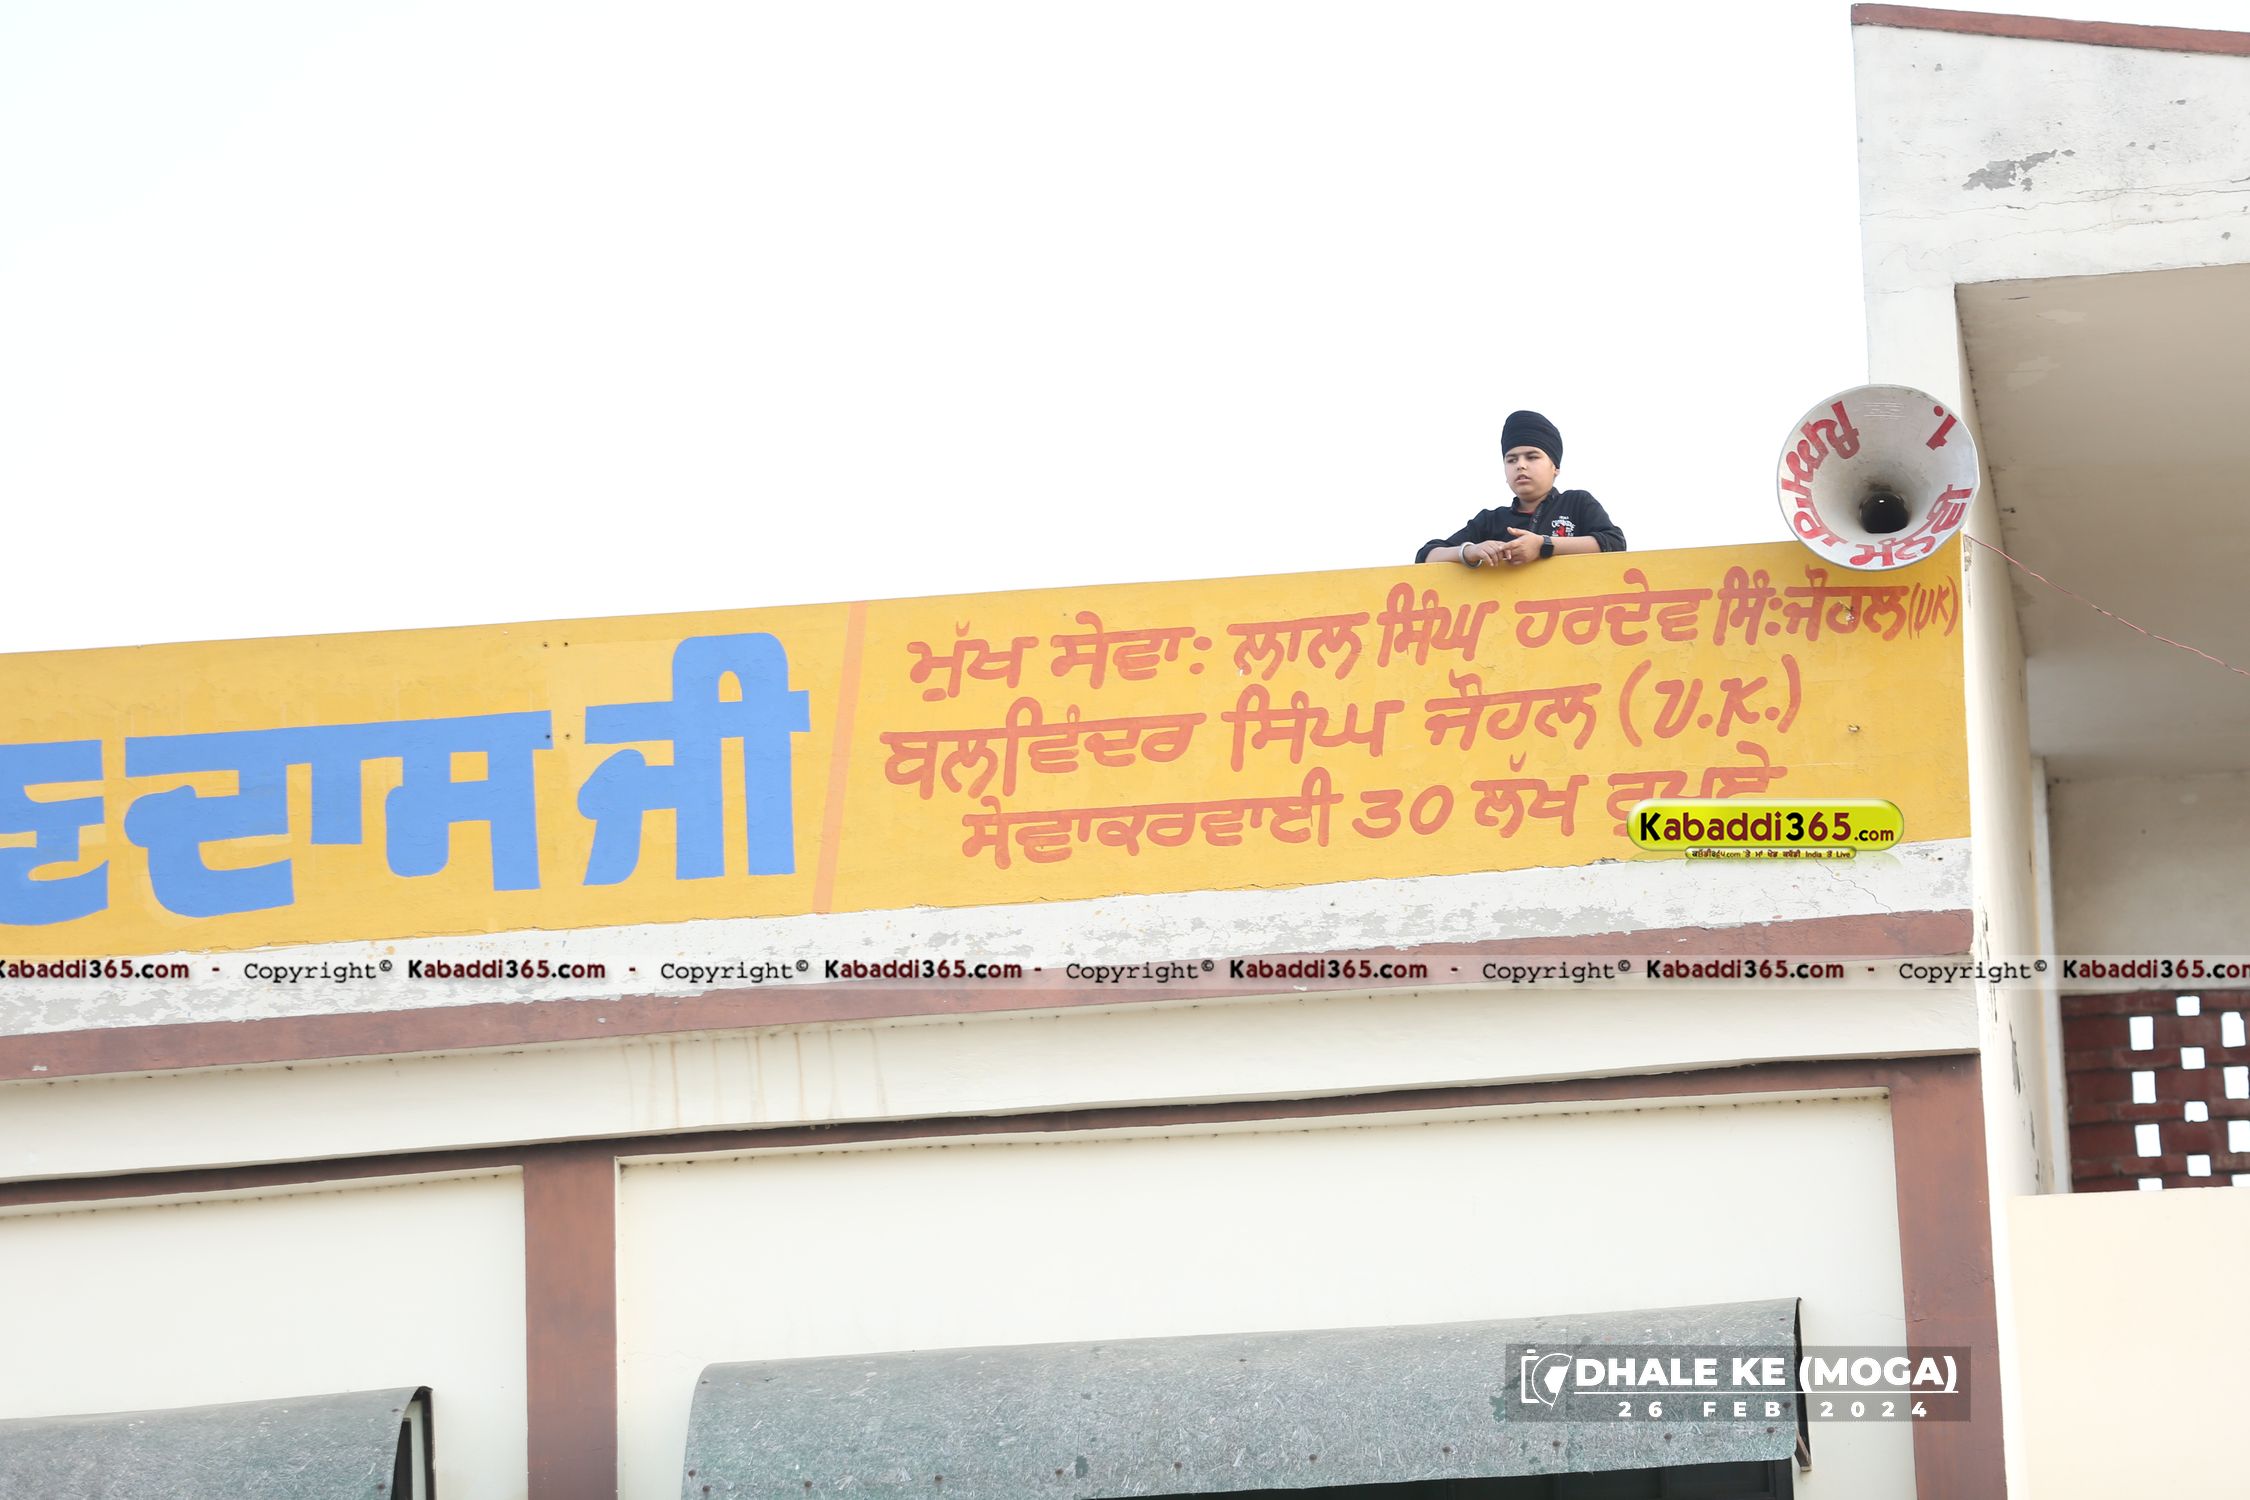 ਦਾਸ ਜੀ
ਮੁੱਖ ਸੇਵਾ: ਲਾਲ ਸਿੰਘ ਹਰਦੇਵ ਸਿੰ: ਜੌਹਲ (UK)
ਬਲਵਿੰਦਰ ਸਿੰਘ ਜੌਹਲ (U.K.)
ਸੇਵਾ ਕਰਵਾਈ 30 ਲੱਖ ਰੁਪਏ
Kabaddi365.com
Kabaddi365.com - Copyright© Kabaddi365.com - Copyright© Kabaddi365.com - Copyright© Kabaddi365.com - Copyright© Kabaddi365.com - Copyright© Kabaddi365.com
DHALE KE (MOGA)
26 FEB 2024